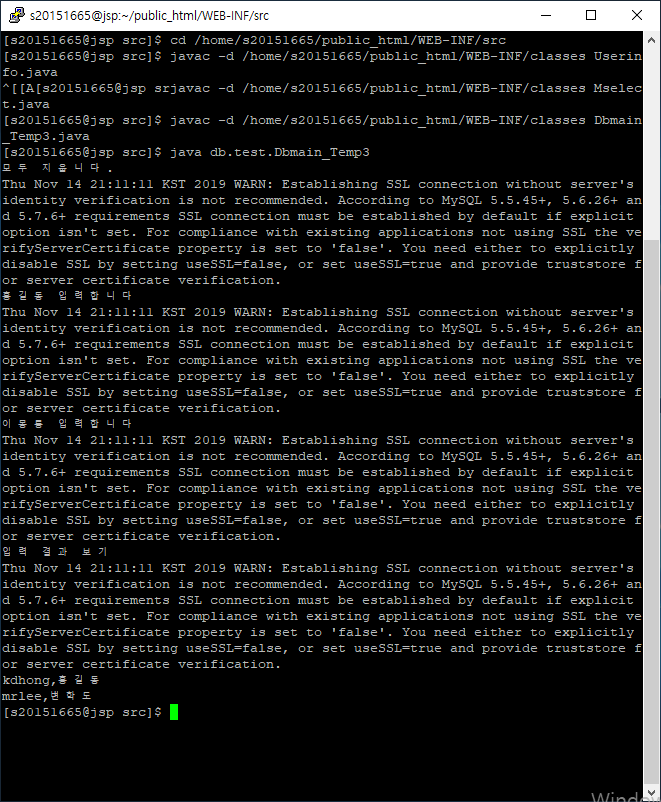 s20151665@jsp:~/public_html/WEB-INF/src
[s20151665@jsp src]$ cd /home/s20151665/public_html/WEB-INF/src
[s20151665@jsp src]$ javac -d /home/s20151665/public_html/WEB-INF/classes Userin
fo.java
^[[A[s20151665@jsp srjavac -d /home/s20151665/public_html/WEB-INF/classes Mselec
t.java
[s20151665@jsp src]$ javac -d /home/s20151665/public_html/WEB-INF/classes Dbmain
_Temp3.java
[s20151665@jsp src]$ java db.test.Dbmain_Temp3
모두 지웁니다.
Thu Nov 14 21:11:11 KST 2019 WARN: Establishing SSL connection without server's
identity verification is not recommended. According to MySQL 5.5.45+, 5.6.26+ an
d 5.7.6+ requirements SSL connection must be established by default if explicit
option isn't set. For compliance with existing applications not using SSL the ve
rifyServerCertificate property is set to 'false'. You need either to explicitly
disable SSL by setting useSSL=false, or set useSSL=true and provide truststore f
or server certificate verification.
홍길동 입력합니다
Thu Nov 14 21:11:11 KST 2019 WARN: Establishing SSL connection without server's
identity verification is not recommended. According to MySQL 5.5.45+, 5.6.26+ an
d 5.7.6+ requirements SSL connection must be established by default if explicit
option isn't set. For compliance with existing applications not using SSL the ve
rifyServerCertificate property is set to 'false'. You need either to explicitly
disable SSL by setting useSSL=false, or set useSSL=true and provide truststore f
or server certificate verification.
이몽룡 입력합니다
Thu Nov 14 21:11:11 KST 2019 WARN: Establishing SSL connection without server's
identity verification is not recommended. According to MySQL 5.5.45+, 5.6.26+ an
d 5.7.6+ requirements SSL connection must be established by default if explicit
option isn't set. For compliance with existing applications not using SSL the ve
rifyServerCertificate property is set to 'false'. You need either to explicitly
disable SSL by setting useSSL=false, or set useSSL=true and provide truststore f
or server certificate verification.
입력 결과 보기
Thu Nov 14 21:11:11 KST 2019 WARN: Establishing SSL connection without server's
identity verification is not recommended. According to MySQL 5.5.45+, 5.6.26+ an
d 5.7.6+ requirements SSL connection must be established by default if explicit
option isn't set. For compliance with existing applications not using SSL the ve
rifyServerCertificate property is set to 'false'. You need either to explicitly
disable SSL by setting useSSL=false, or set useSSL=true and provide truststore f
or server certificate verification.
kdhong,홍길동
mrlee,변학도
[s20151665@jsp src]$